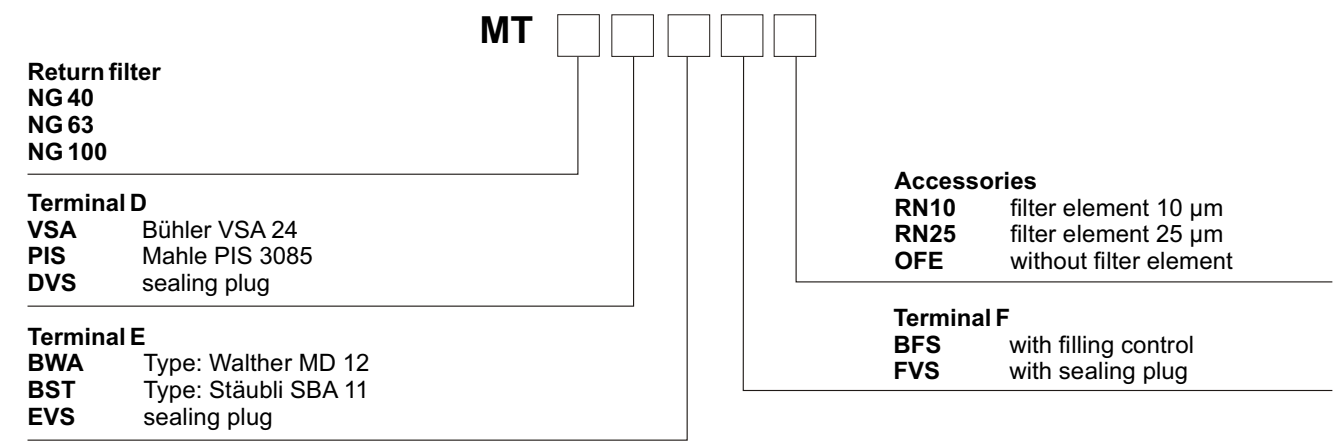 MT
Return filter
NG 40
NG 63
NG 100
Terminal D
VSA Bühler VSA 24
PIS Mahle PIS 3085
DVS sealing plug
Terminal E
BWA Type: Walther MD 12
BST Type: Stäubli SBA 11
EVS sealing plug
Accessories
RN10 filter element 10 µm
RN25 filter element 25 µm
OFE without filter element
Terminal F
BFS with filling control
FVS with sealing plug